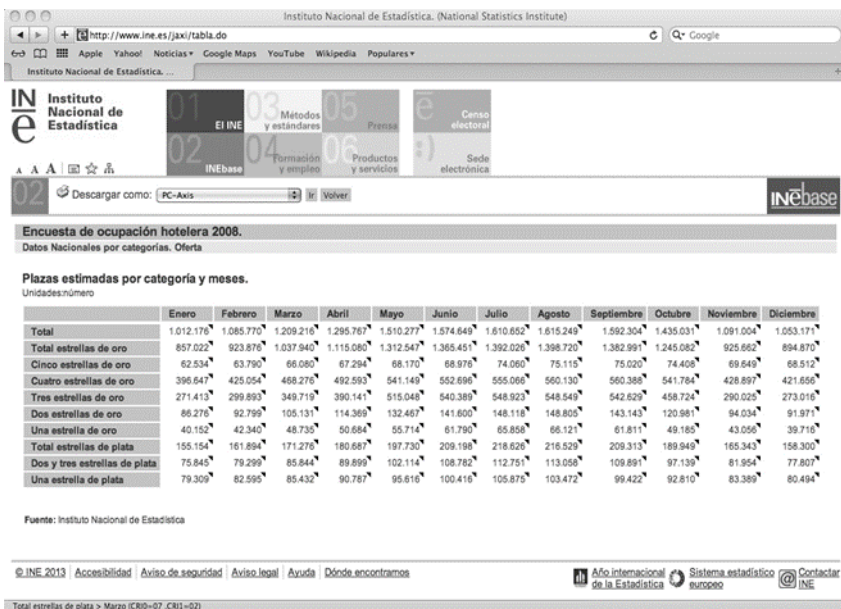 Instituto Nacional de Estadística. (National Statistics Institute)
http://www.ine.es/jaxi/tabla.do
Google
Apple Yahoo! Noticias Google Maps YouTube Wikipedia Populares
Instituto Nacional de Estadística. ...
INe Instituto Nacional de Estadística
01 El INE
03 Métodos y estándares
05 Prensa
Censo electoral
02 INEbase
04 Formación y empleo
06 Productos y servicios
Sede electrónica
A A A
02 Descargar como: PC-Axis Ir Volver
INEbase
Encuesta de ocupación hotelera 2008.
Datos Nacionales por categorías. Oferta
Plazas estimadas por categoría y meses.
Unidades:número
Enero Febrero Marzo Abril Mayo Junio Julio Agosto Septiembre Octubre Noviembre Diciembre
Total 1.012.176 1.085.770 1.209.216 1.295.767 1.510.277 1.574.649 1.610.652 1.615.249 1.592.304 1.435.031 1.091.004 1.053.171
Total estrellas de oro 857.022 923.876 1.037.940 1.115.080 1.312.547 1.365.451 1.392.026 1.398.720 1.382.991 1.245.082 925.662 894.870
Cinco estrellas de oro 62.534 63.790 66.080 67.294 68.170 68.976 74.060 75.115 75.020 74.408 69.649 68.512
Cuatro estrellas de oro 396.647 425.054 468.276 492.593 541.149 552.696 555.066 560.130 560.388 541.784 428.897 421.656
Tres estrellas de oro 271.413 299.893 349.719 390.141 515.048 540.389 548.923 548.549 542.629 458.724 290.025 273.016
Dos estrellas de oro 86.276 92.799 105.131 114.369 132.467 141.600 148.118 148.805 143.143 120.981 94.034 91.971
Una estrella de oro 40.152 42.340 48.735 50.684 55.714 61.790 65.858 66.121 61.811 49.185 43.056 39.716
Total estrellas de plata 155.154 161.894 171.276 180.687 197.730 209.198 218.626 216.529 209.313 189.949 165.343 158.300
Dos y tres estrellas de plata 75.845 79.299 85.844 89.899 102.114 108.782 112.751 113.058 109.891 97.139 81.954 77.807
Una estrella de plata 79.309 82.595 85.432 90.787 95.616 100.416 105.875 103.472 99.422 92.810 83.389 80.494
Fuente: Instituto Nacional de Estadística
© INE 2013 Accesibilidad Aviso de seguridad Aviso legal Ayuda Dónde encontramos
Año internacional de la Estadística
Sistema estadístico europeo
Contactar INE
Total estrellas de plata > Marzo (CRI0=07 ,CRI1=02)